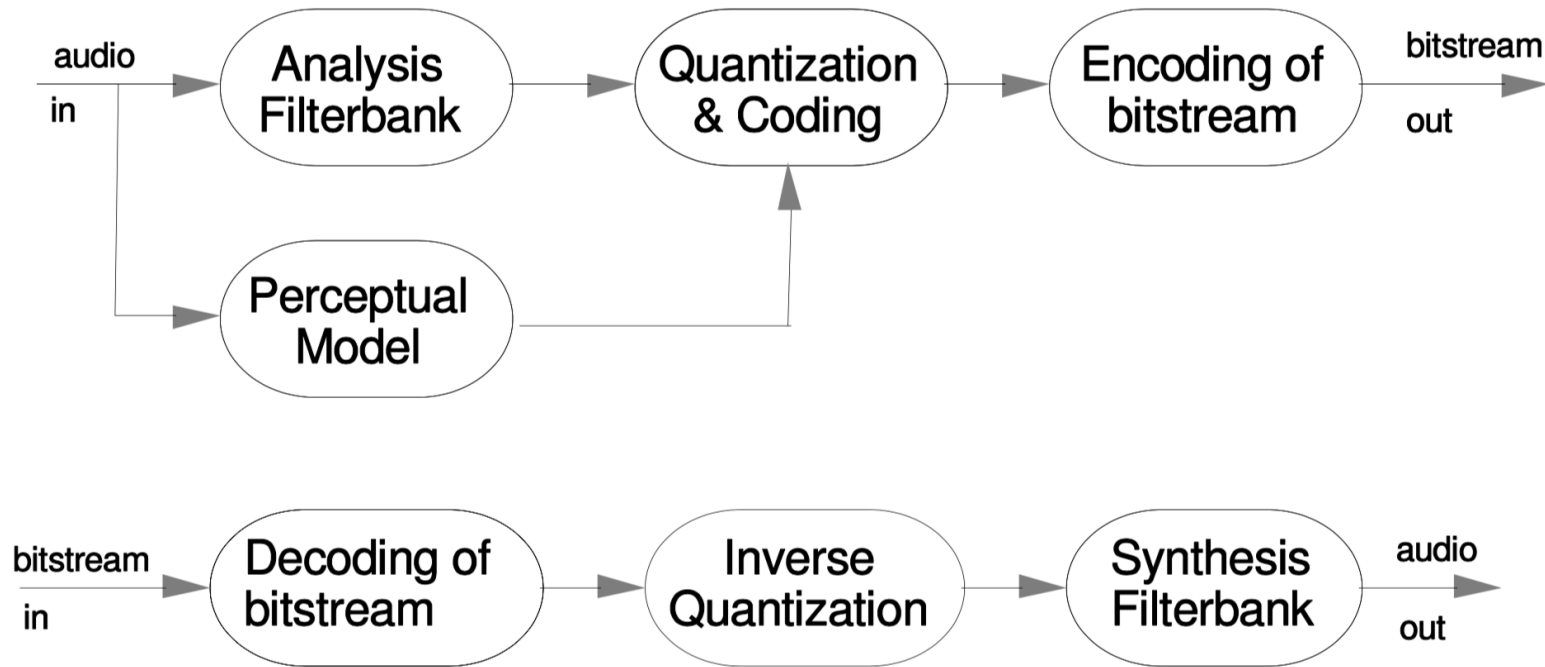 audio
in
Analysis
Filterbank
Quantization
& Coding
Encoding of
bitstream
bitstream
out
Perceptual
Model
bitstream
in
Decoding of
bitstream
Inverse
Quantization
Synthesis
Filterbank
audio
out